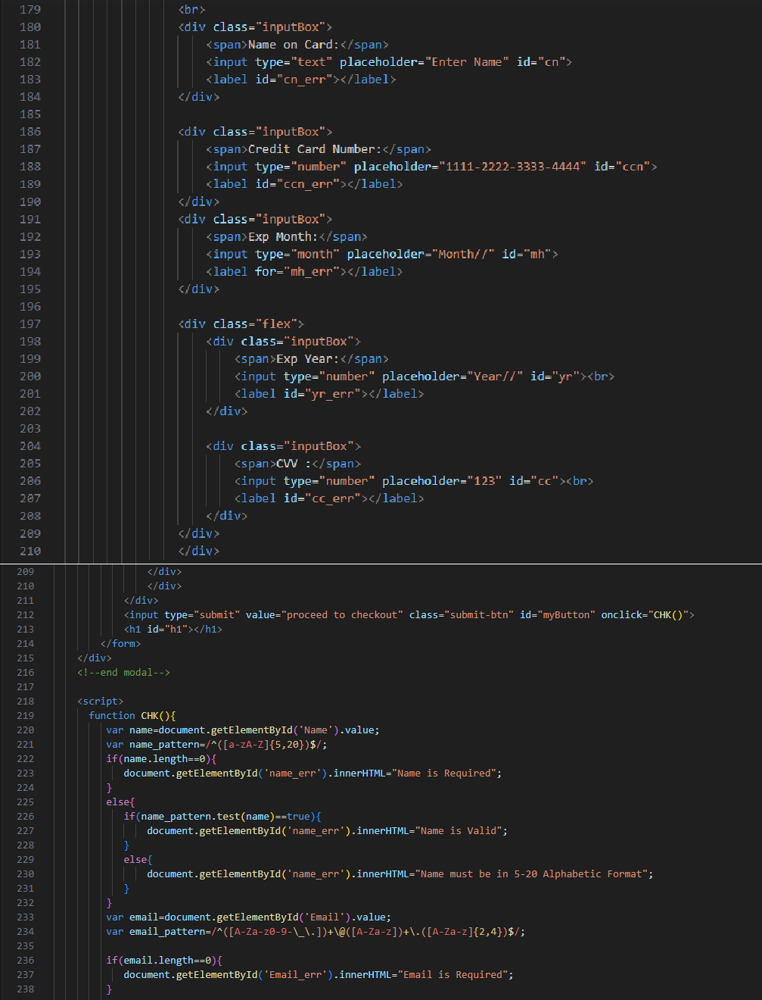 179 <br>
180 <div class="inputBox">
181 <span>Name on Card:</span>
182 <input type="text" placeholder="Enter Name" id="cn">
183 <label id="cn_err"></label>
184 </div>
185
186 <div class="inputBox">
187 <span>Credit Card Number:</span>
188 <input type="number" placeholder="1111-2222-3333-4444" id="ccn">
189 <label id="ccn_err"></label>
190 </div>
191 <div class="inputBox">
192 <span>Exp Month:</span>
193 <input type="month" placeholder="Month//" id="mh">
194 <label for="mh_err"></label>
195 </div>
196
197 <div class="flex">
198 <div class="inputBox">
199 <span>Exp Year:</span>
200 <input type="number" placeholder="Year//" id="yr"><br>
201 <label id="yr_err"></label>
202 </div>
203
204 <div class="inputBox">
205 <span>CVV :</span>
206 <input type="number" placeholder="123" id="cc"><br>
207 <label id="cc_err"></label>
208 </div>
209 </div>
210 </div>
209 </div>
210 </div>
211 </div>
212 <input type="submit" value="proceed to checkout" class="submit-btn" id="myButton" onclick="CHK()">
213 <h1 id="h1"></h1>
214 </form>
215 </div>
216 <!--end modal-->
217
218 <script>
219 function CHK(){
220 var name=document.getElementById('Name').value;
221 var name_pattern=/^([a-zA-Z]{5,20})$/;
222 if(name.length==0){
223 document.getElementById('name_err').innerHTML="Name is Required";
224 }
225 else{
226 if(name_pattern.test(name)==true){
227 document.getElementById('name_err').innerHTML="Name is Valid";
228 }
229 else{
230 document.getElementById('name_err').innerHTML="Name must be in 5-20 Alphabetic Format";
231 }
232 }
233 var email=document.getElementById('Email').value;
234 var email_pattern=/^([A-Za-z0-9-\_\.])+\@([A-Za-z])+\.([A-Za-z]{2,4})$/;
235
236 if(email.length==0){
237 document.getElementById('Email_err').innerHTML="Email is Required";
238 }